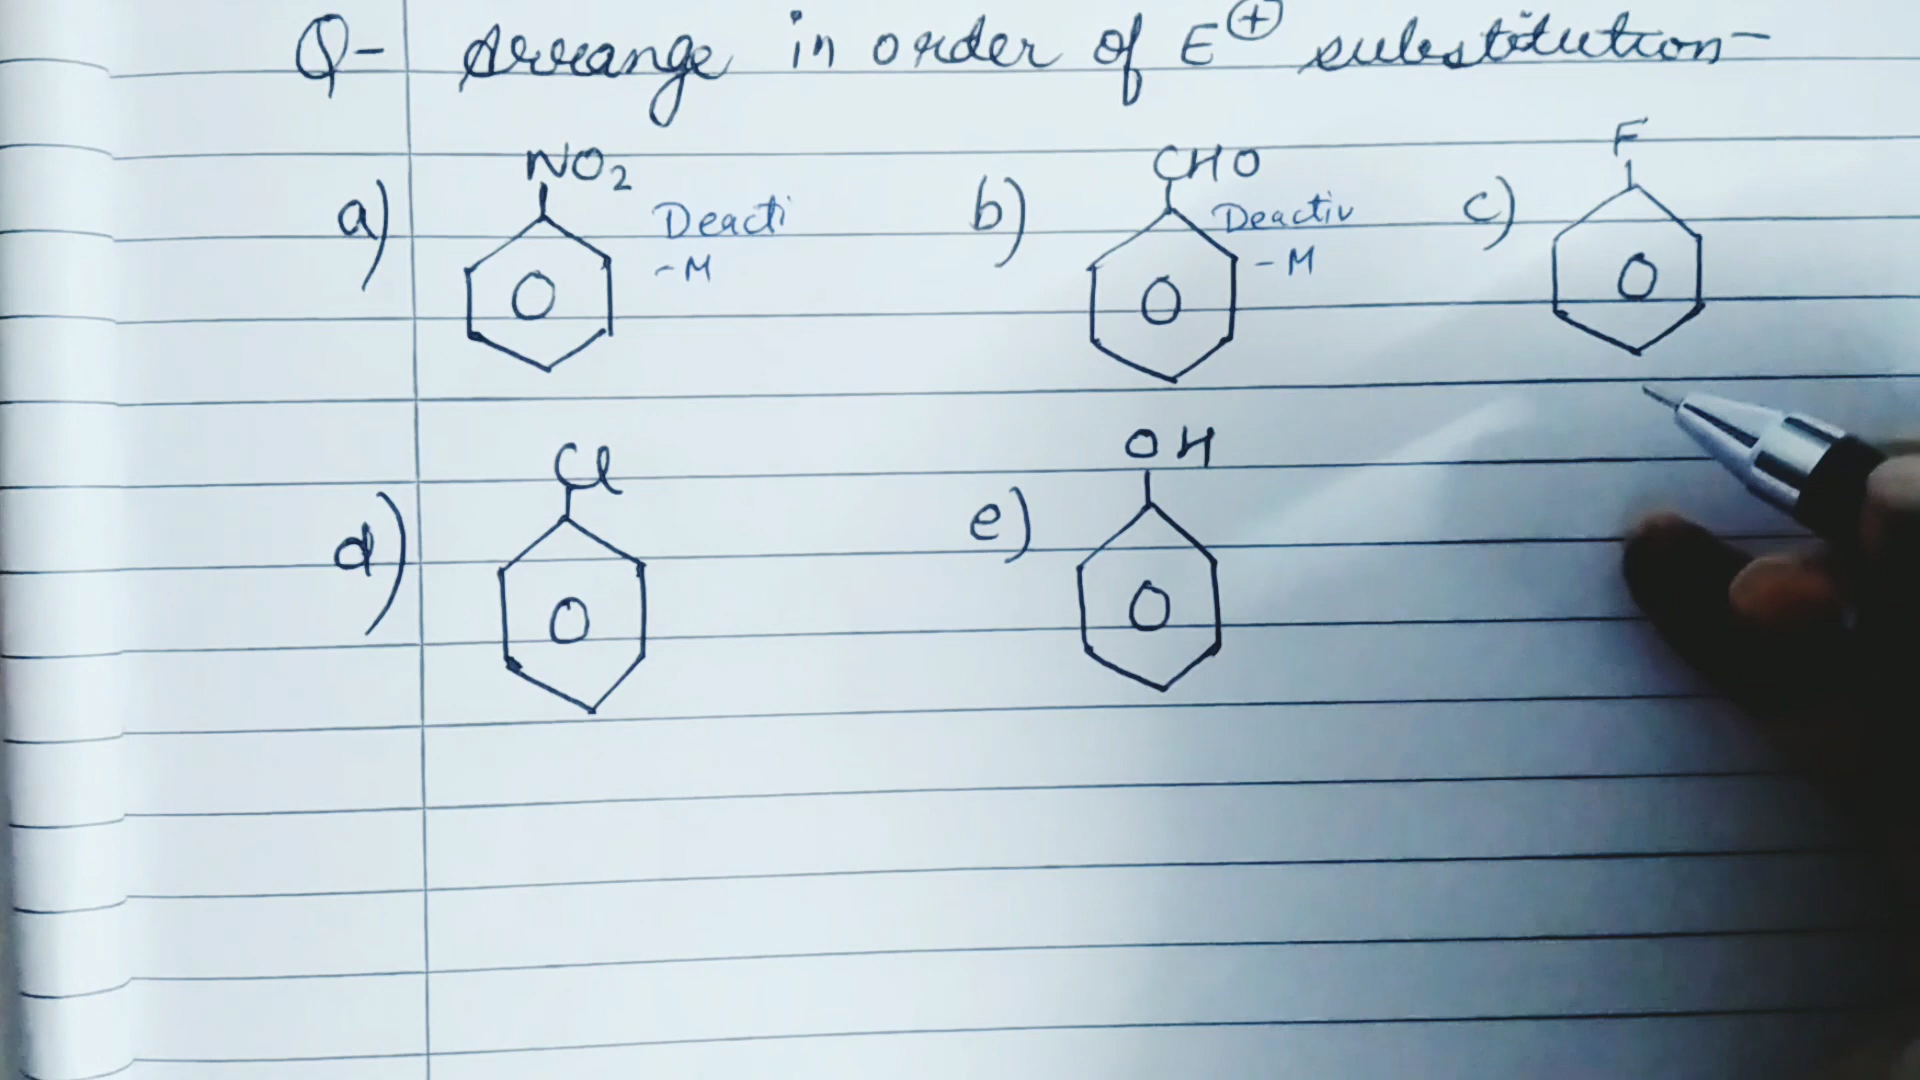 Q- Arrange in order of E⊕ substitution-
a) NO2 Deacti -M
b) CHO Deactiv -M
c) F
d) Cl
e) OH